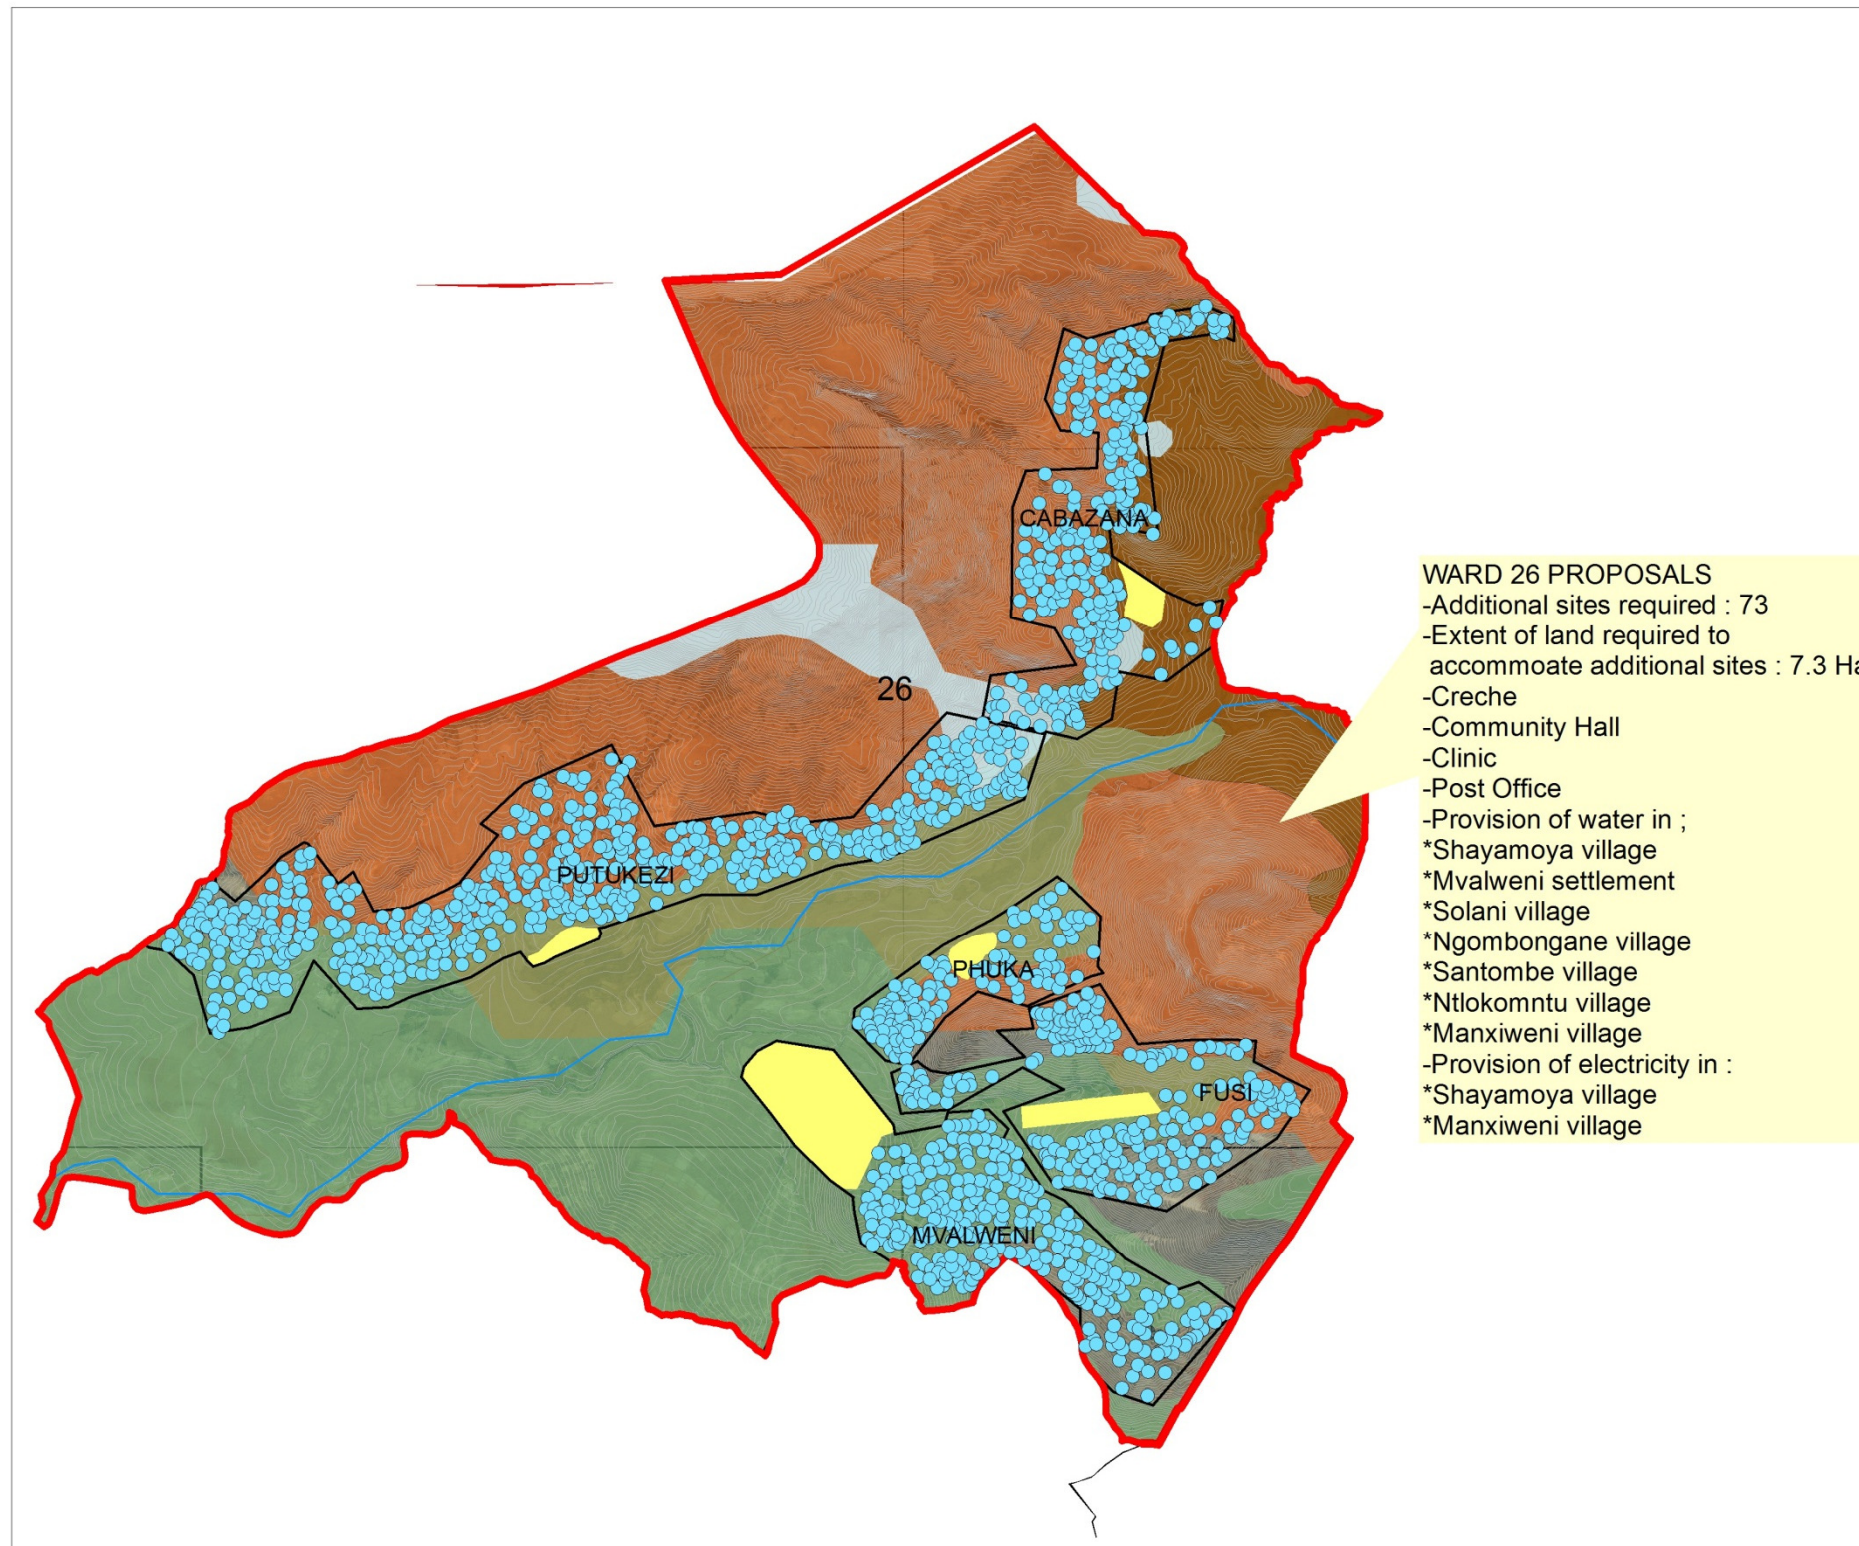 CABAZANA
26
PUTUKEZI
PHUKA
FUSI
MVALWENI
WARD 26 PROPOSALS
-Additional sites required : 73
-Extent of land required to
accommoate additional sites : 7.3 Ha
-Creche
-Community Hall
-Clinic
-Post Office
-Provision of water in ;
*Shayamoya village
*Mvalweni settlement
*Solani village
*Ngombongane village
*Santombe village
*Ntlokomntu village
*Manxiweni village
-Provision of electricity in :
*Shayamoya village
*Manxiweni village